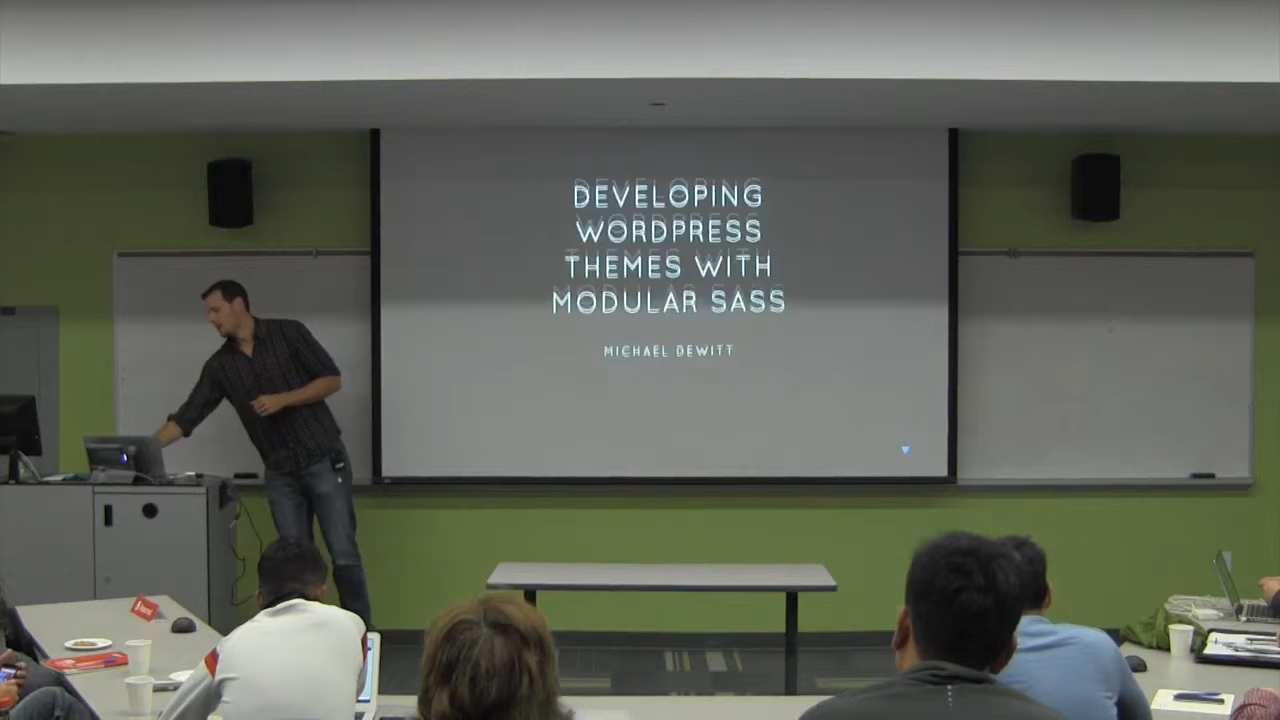 DEVELOPING
WORDPRESS
THEMES WITH
MODULAR SASS
MICHAEL DEWITT